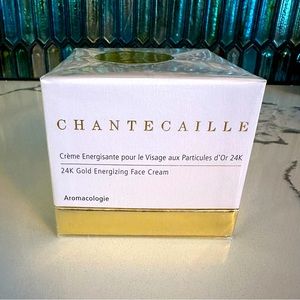 CHANTECAILLE
Crème Energisante pour le Visage aux Particules d'Or 24K
24K Gold Energizing Face Cream
Aromacologie